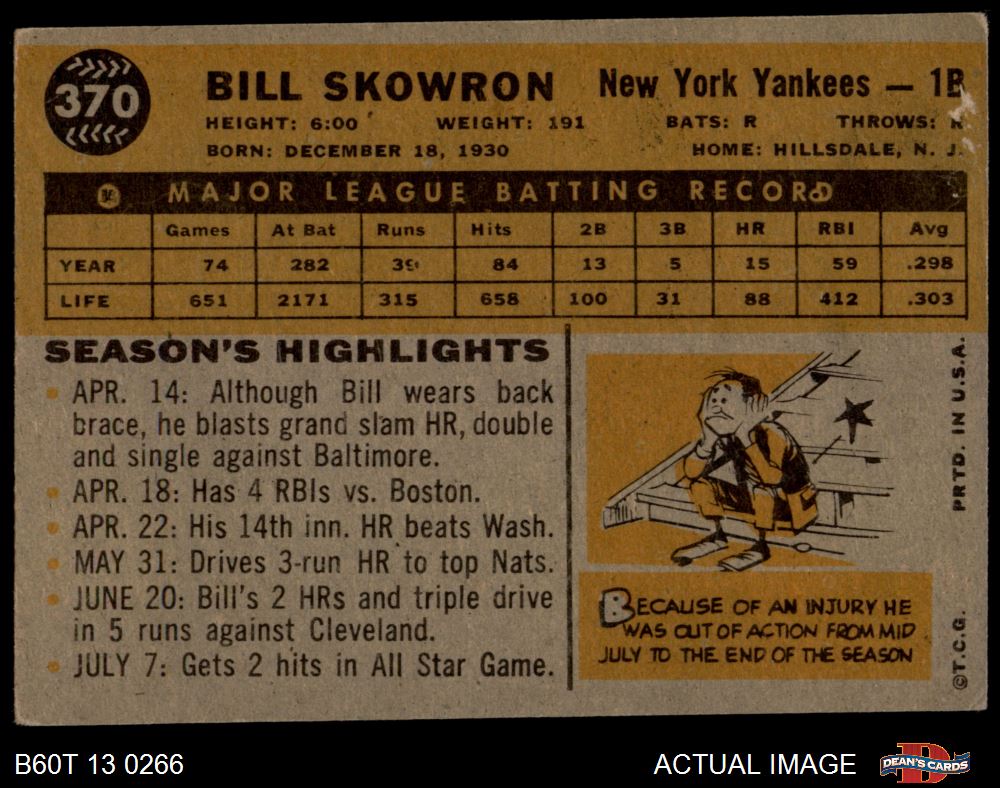 370
BILL SKOWRON New York Yankees — 1B
HEIGHT: 6:00 WEIGHT: 191 BATS: R THROWS: R
BORN: DECEMBER 18, 1930 HOME: HILLSDALE, N. J.
MAJOR LEAGUE BATTING RECORD
Games At Bat Runs Hits 2B 3B HR RBI Avg
YEAR 74 282 39 84 13 5 15 59 .298
LIFE 651 2171 315 658 100 31 88 412 .303
SEASON'S HIGHLIGHTS
• APR. 14: Although Bill wears back
brace, he blasts grand slam HR, double
and single against Baltimore.
• APR. 18: Has 4 RBIs vs. Boston.
• APR. 22: His 14th inn. HR beats Wash.
• MAY 31: Drives 3-run HR to top Nats.
• JUNE 20: Bill's 2 HRs and triple drive
in 5 runs against Cleveland.
• JULY 7: Gets 2 hits in All Star Game.
BECAUSE OF AN INJURY HE
WAS OUT OF ACTION FROM MID
JULY TO THE END OF THE SEASON
©T.C.G. PRTD. IN U.S.A.
B60T 13 0266 ACTUAL IMAGE
DEAN'S CARDS